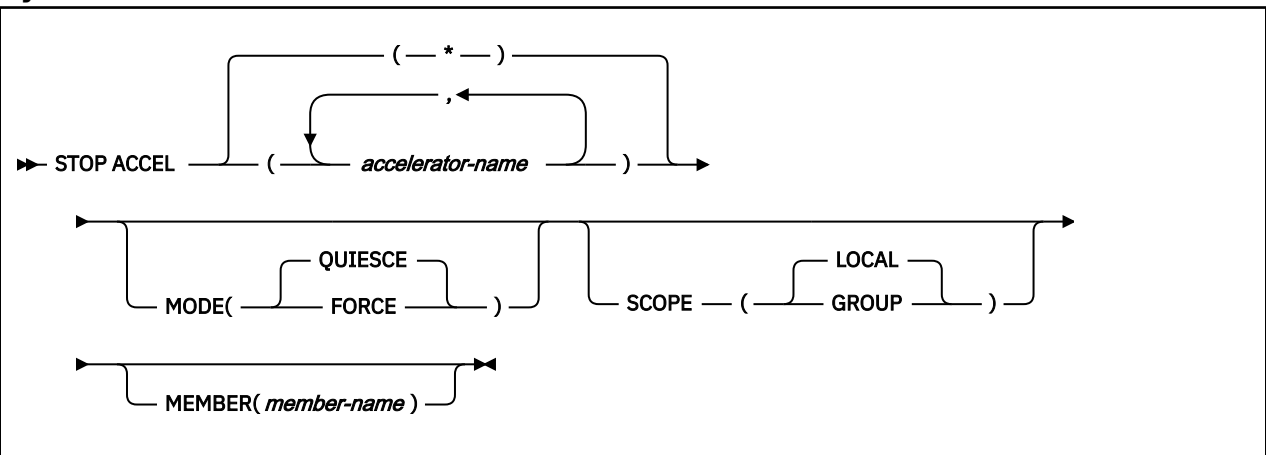 ( * )
,
STOP ACCEL ( accelerator-name )
QUIESCE LOCAL
MODE( FORCE ) SCOPE ( GROUP )
MEMBER( member-name )